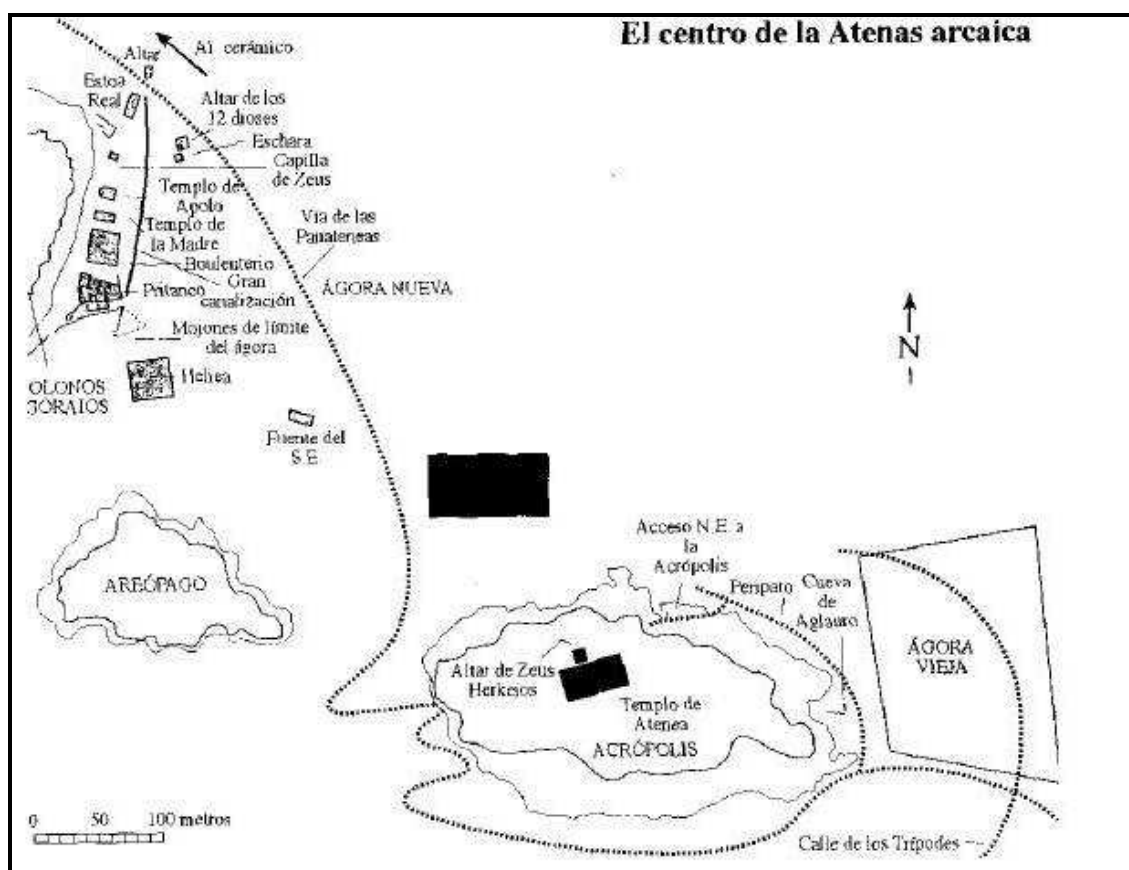 El centro de la Atenas arcaica
Al cerámico
Altar
Estoa
Real
Altar de los
12 dioses
Eschara
Capilla
de Zeus
Templo de
Apolo
Templo de
la Madre
Bouleuterio
Gran
canalización
Pritaneo
Vía de las
Panateneas
ÁGORA NUEVA
Mojones de límite
del ágora
Heliea
OLONOS
GORAIOS
Fuente del
S.E
N
AREÓPAGO
Acceso N.E. a
la
Acrópolis
Peripato
Cueva
de
Aglauro
ÁGORA
VIEJA
Altar de Zeus
Herkeios
Templo de
Atenea
ACRÓPOLIS
0 50 100 metros
Calle de los Trípodes